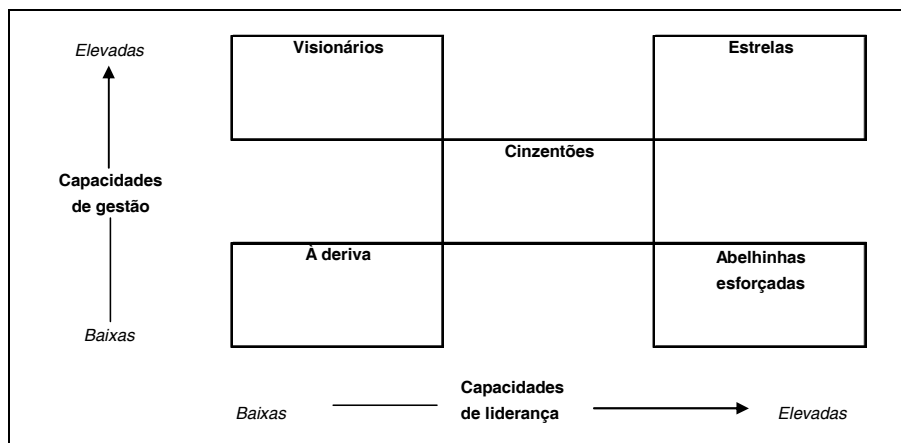 Elevadas
Visionários
Estrelas
Cinzentões
Capacidades
de gestão
À deriva
Abelhinhas
esforçadas
Baixas
Capacidades
de liderança
Baixas
Elevadas